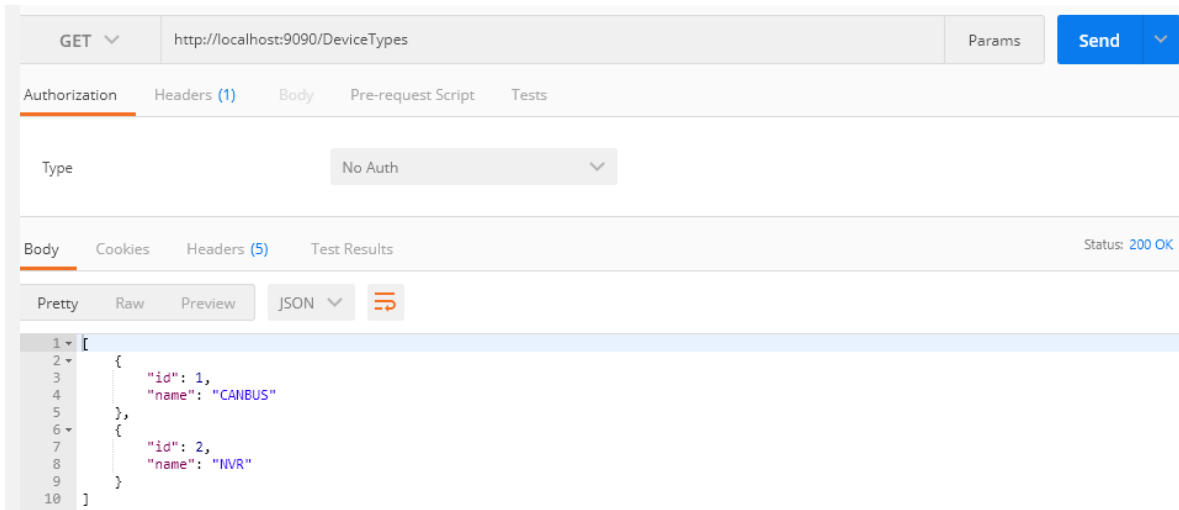 GET http://localhost:9090/DeviceTypes Params Send
Authorization Headers (1) Body Pre-request Script Tests
Type No Auth
Body Cookies Headers (5) Test Results Status: 200 OK
Pretty Raw Preview JSON
1 [
2 {
3 "id": 1,
4 "name": "CANBUS"
5 },
6 {
7 "id": 2,
8 "name": "NVR"
9 }
10 ]